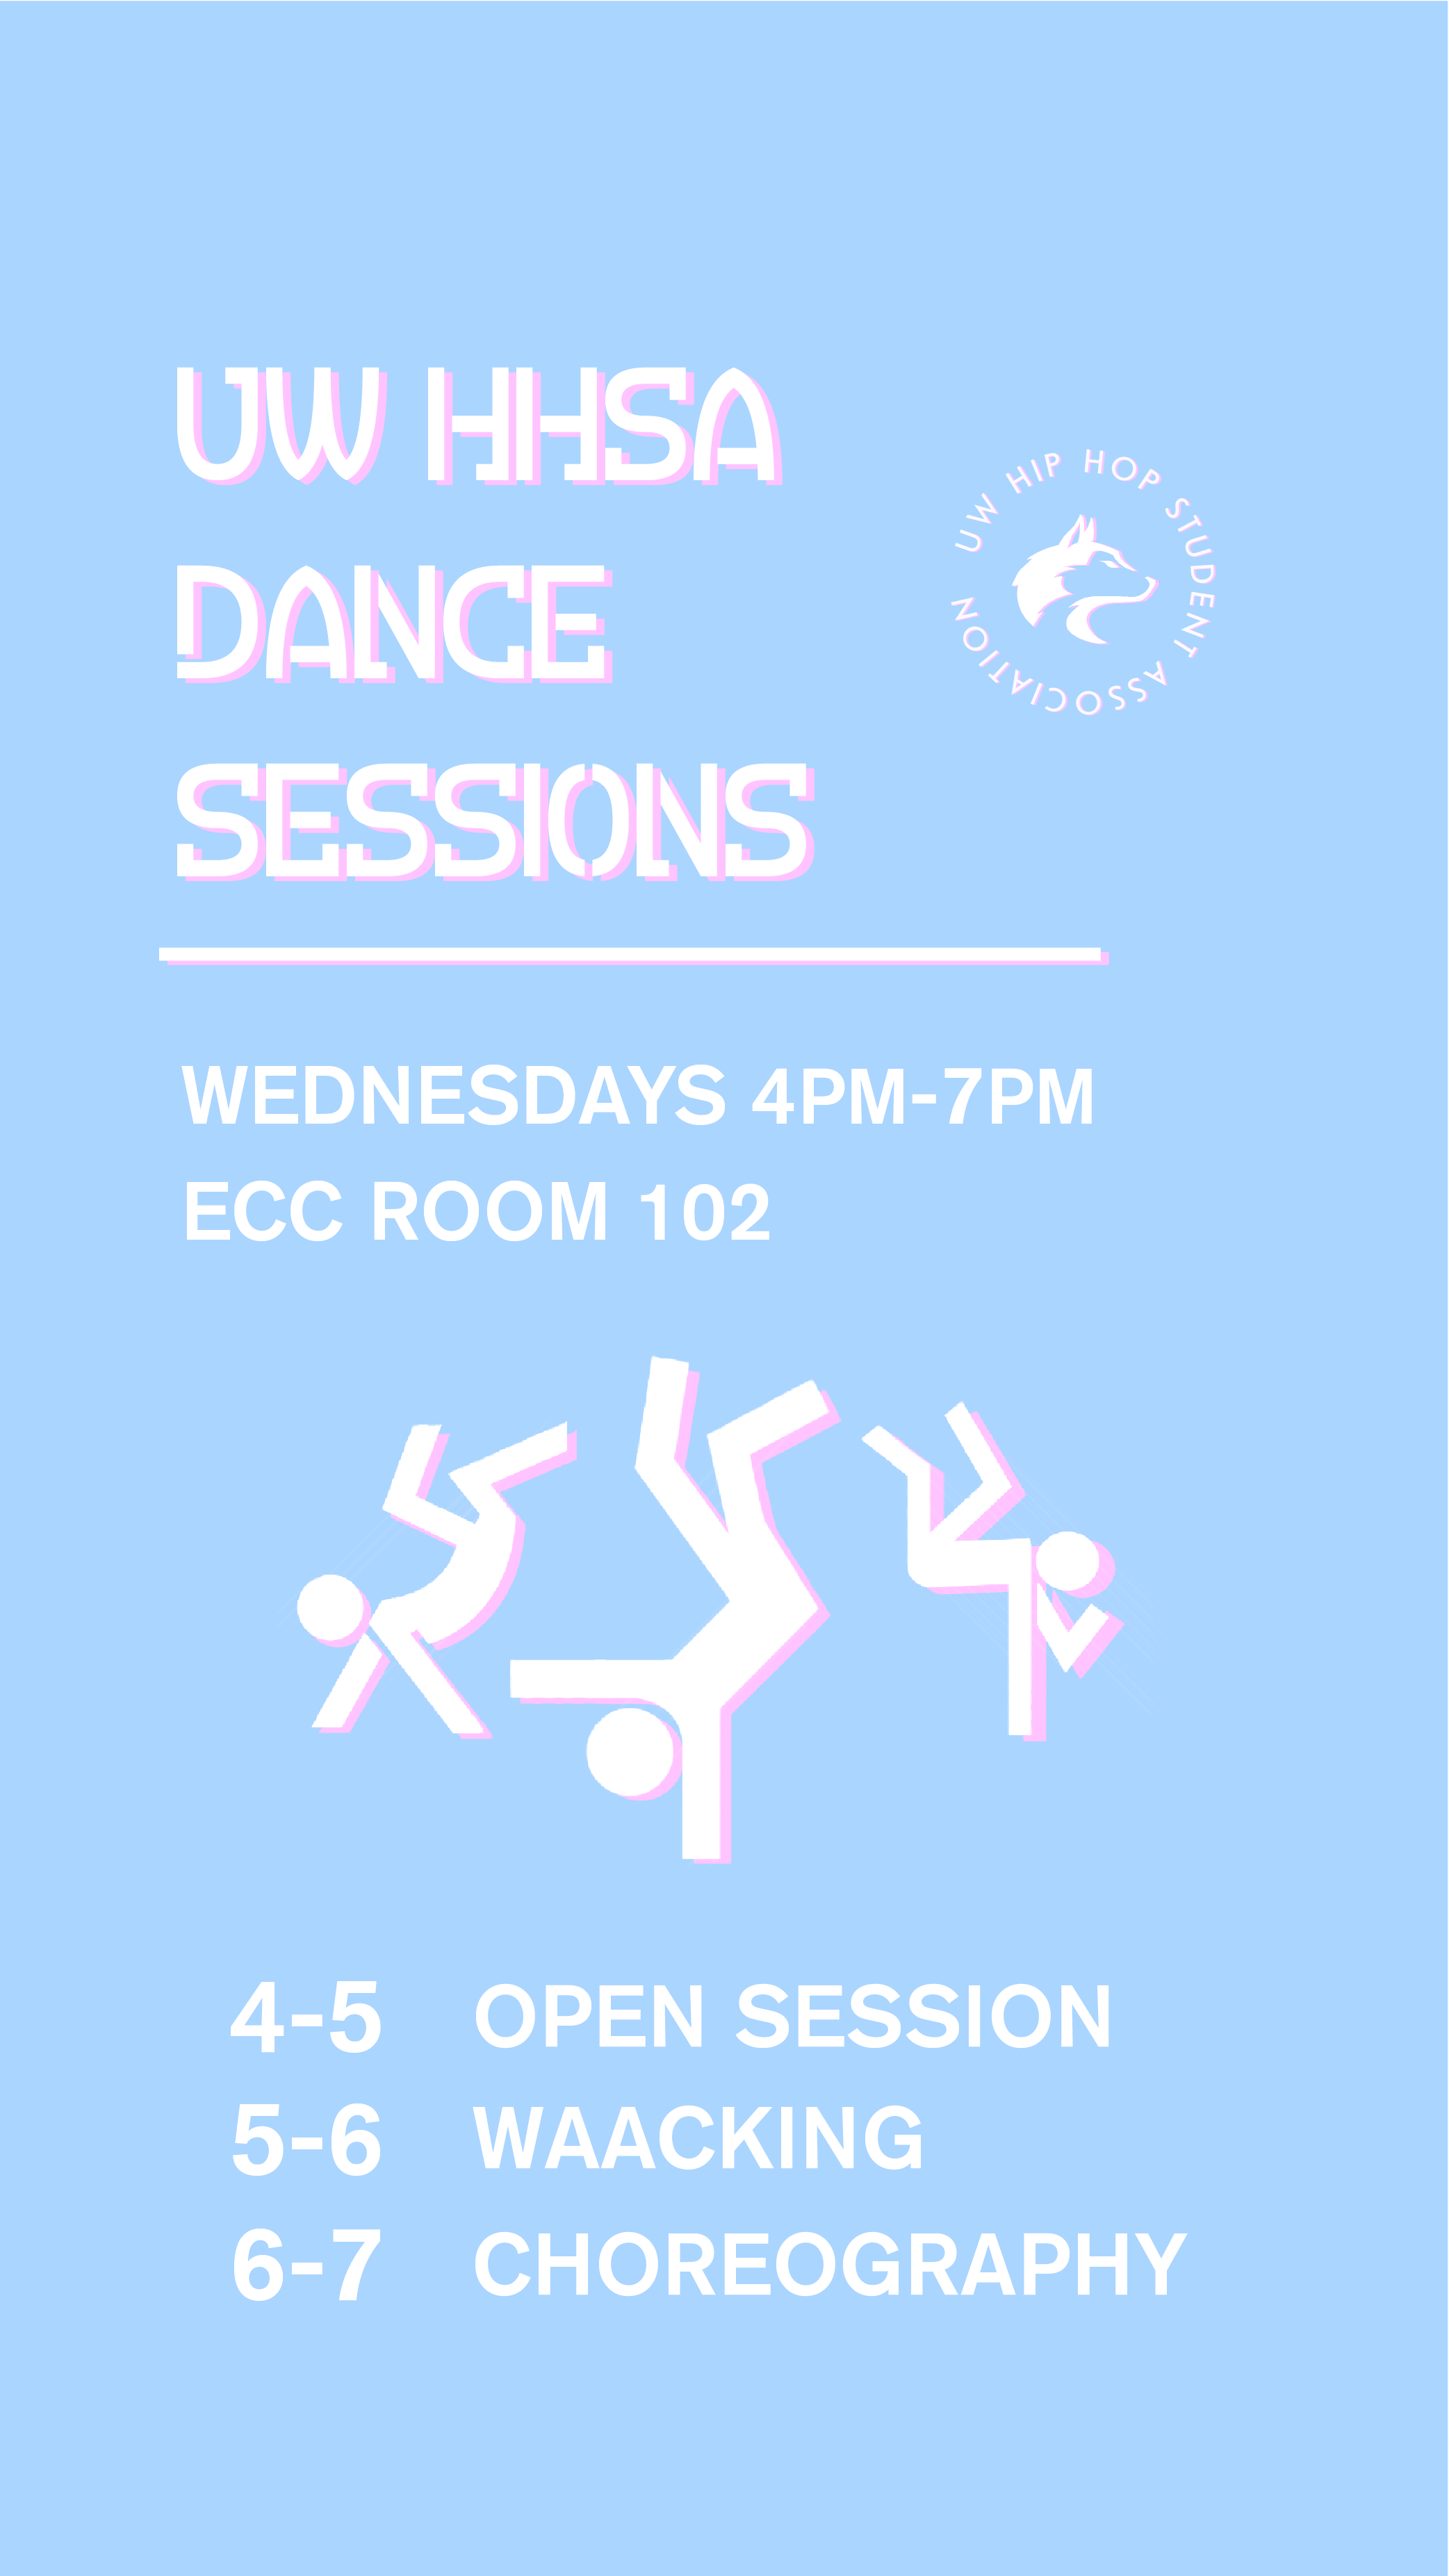 UW HHSA
DANCE
SESSIONS
UW HIP HOP STUDENT ASSOCIATION
WEDNESDAYS 4PM-7PM
ECC ROOM 102
4-5 OPEN SESSION
5-6 WAACKING
6-7 CHOREOGRAPHY